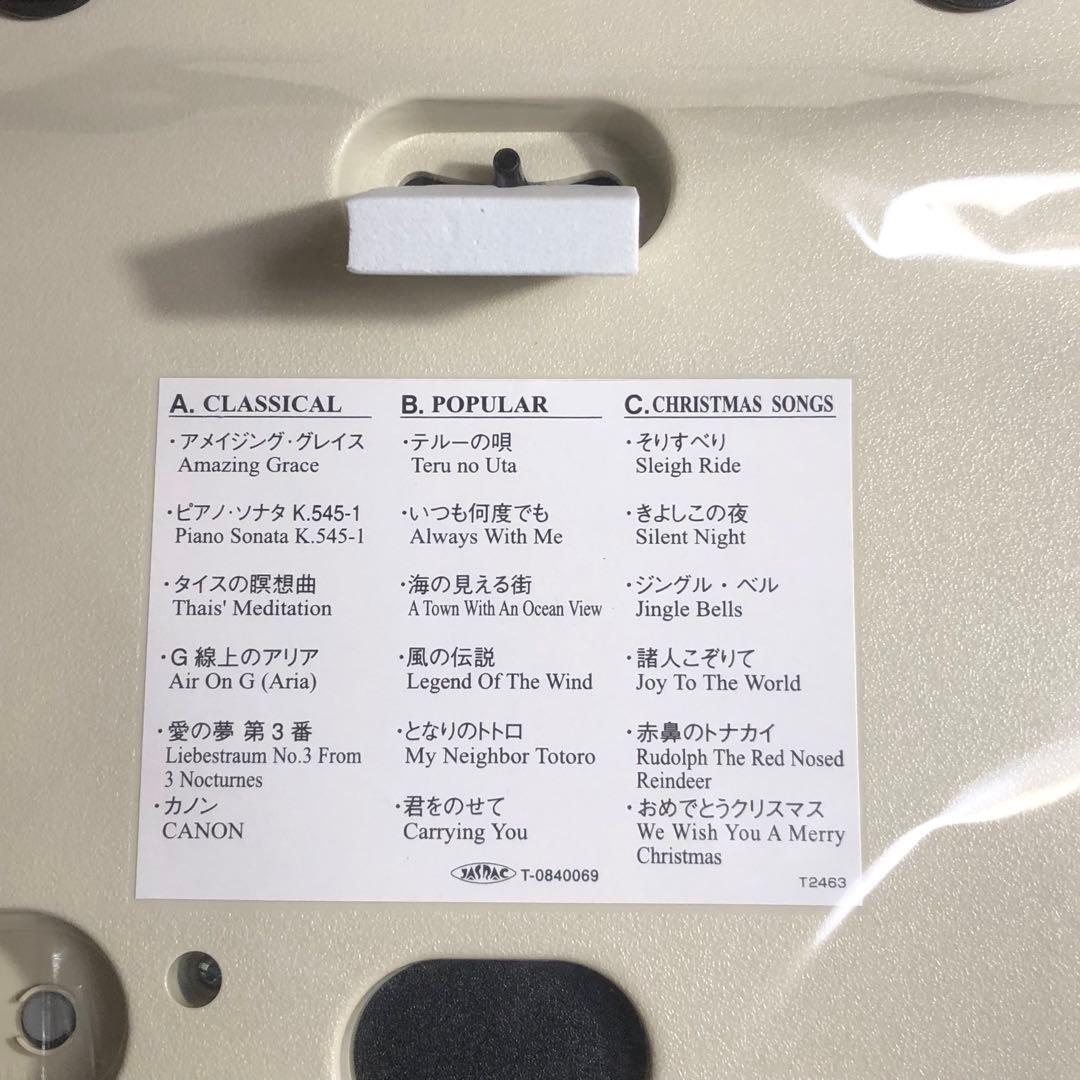 A. CLASSICAL
・アメイジング・グレイス
Amazing Grace
・ピアノ・ソナタ K.545-1
Piano Sonata K.545-1
・タイスの瞑想曲
Thais' Meditation
・G 線上のアリア
Air On G (Aria)
・愛の夢 第3番
Liebestraum No.3 From
3 Nocturnes
・カノン
CANON
B. POPULAR
・テルーの唄
Teru no Uta
・いつも何度でも
Always With Me
・海の見える街
A Town With An Ocean View
・風の伝説
Legend Of The Wind
・となりのトトロ
My Neighbor Totoro
・君をのせて
Carrying You
C. CHRISTMAS SONGS
・そりすべり
Sleigh Ride
・きよしこの夜
Silent Night
・ジングル・ベル
Jingle Bells
・諸人こぞりて
Joy To The World
・赤鼻のトナカイ
Rudolph The Red Nosed
Reindeer
・おめでとうクリスマス
We Wish You A Merry
Christmas
JASRAC T-0840069
T2463